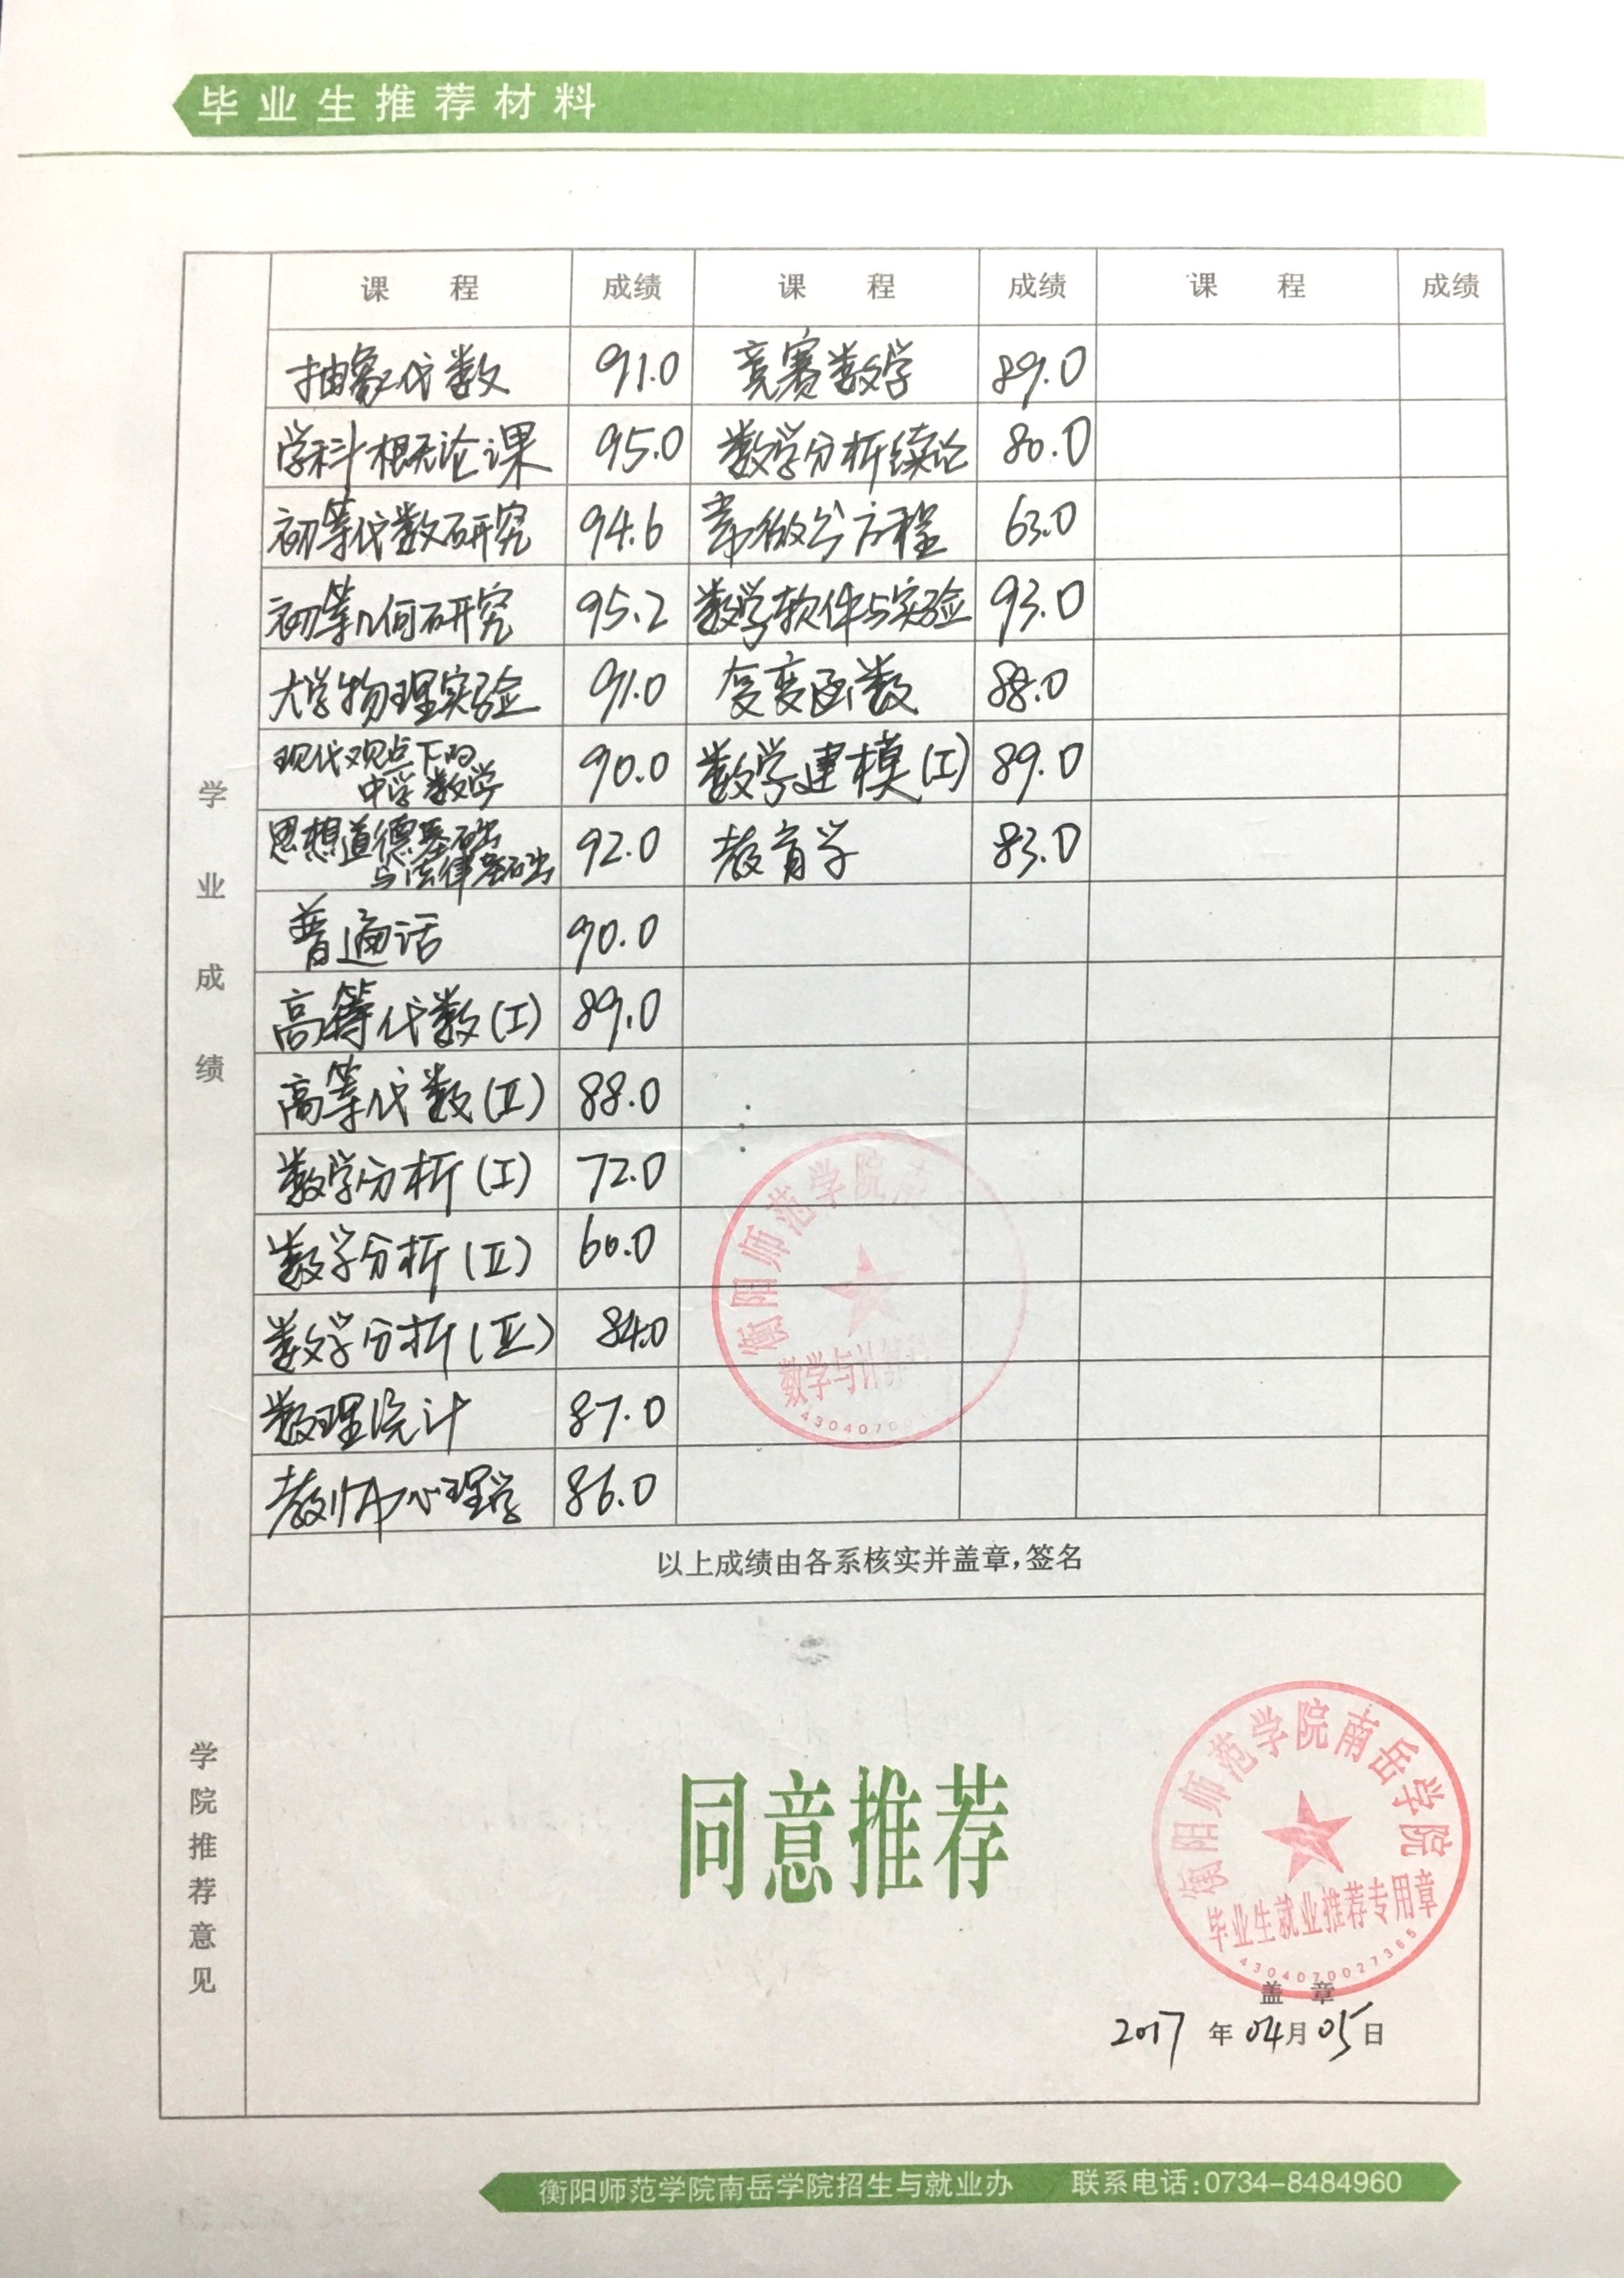 毕业生推荐材料
课 程 成绩 课 程 成绩 课 程 成绩
抽象代数 91.0 竞赛数学 89.0
学科概论课 95.0 数学分析续论 80.0
初等代数研究 94.6 常微分方程 63.0
初等几何研究 95.2 数学软件与实验 93.0
大学物理实验 91.0 复变函数 88.0
现代观点下的
中学数学 90.0 数学建模(I) 89.0
思想道德基础
与法律基础 92.0 教育学 83.0
普通话 90.0
高等代数(I) 89.0
高等代数(II) 88.0
数学分析(I) 72.0
数学分析(II) 60.0
数学分析(III) 84.0
数理统计 87.0
教师心理学 86.0
学业成绩
衡阳师范学院南
数学与计算
4304070
以上成绩由各系核实并盖章,签名
学院推荐意见
同意推荐
衡阳师范学院南岳学院
毕业生就业推荐专用章
4304070027365
盖 章
2017 年 04 月 05 日
衡阳师范学院南岳学院招生与就业办 联系电话:0734-8484960